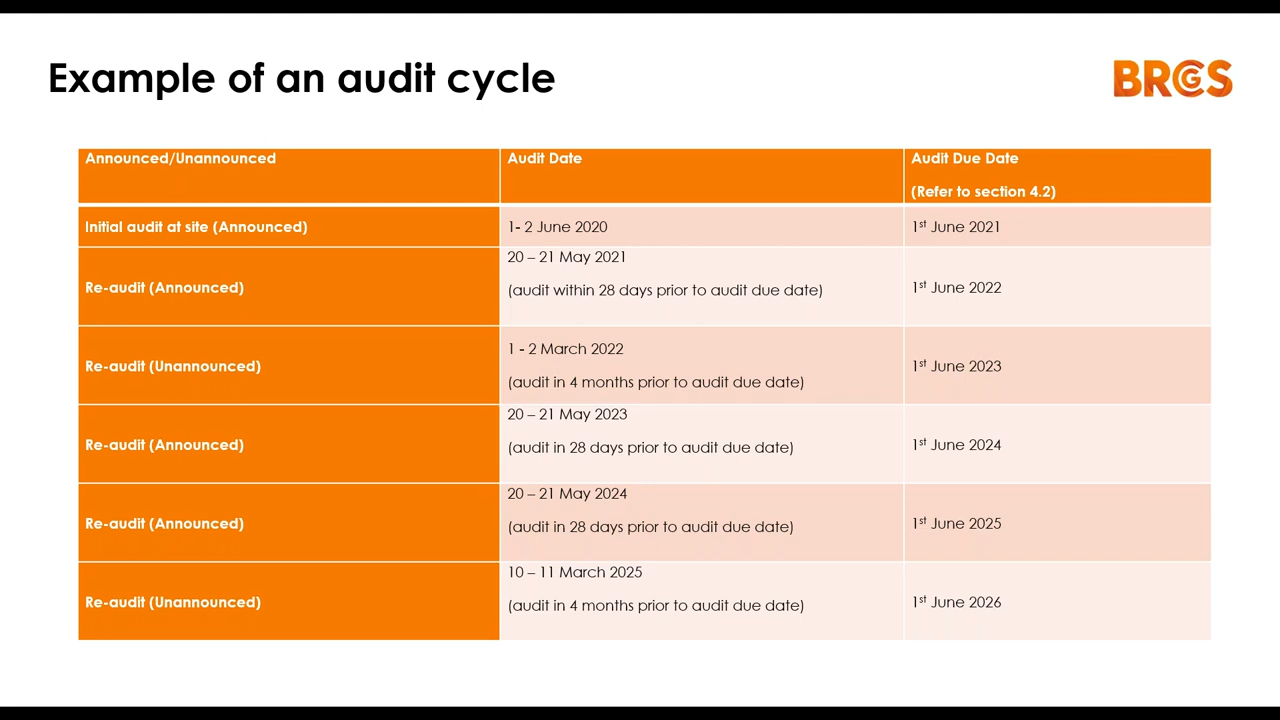 Example of an audit cycle
BRCGS
Announced/Unannounced
Audit Date
Audit Due Date
(Refer to section 4.2)
Initial audit at site (Announced)
1- 2 June 2020
1st June 2021
Re-audit (Announced)
20 – 21 May 2021
(audit within 28 days prior to audit due date)
1st June 2022
Re-audit (Unannounced)
1 - 2 March 2022
(audit in 4 months prior to audit due date)
1st June 2023
Re-audit (Announced)
20 – 21 May 2023
(audit in 28 days prior to audit due date)
1st June 2024
Re-audit (Announced)
20 – 21 May 2024
(audit in 28 days prior to audit due date)
1st June 2025
Re-audit (Unannounced)
10 – 11 March 2025
(audit in 4 months prior to audit due date)
1st June 2026